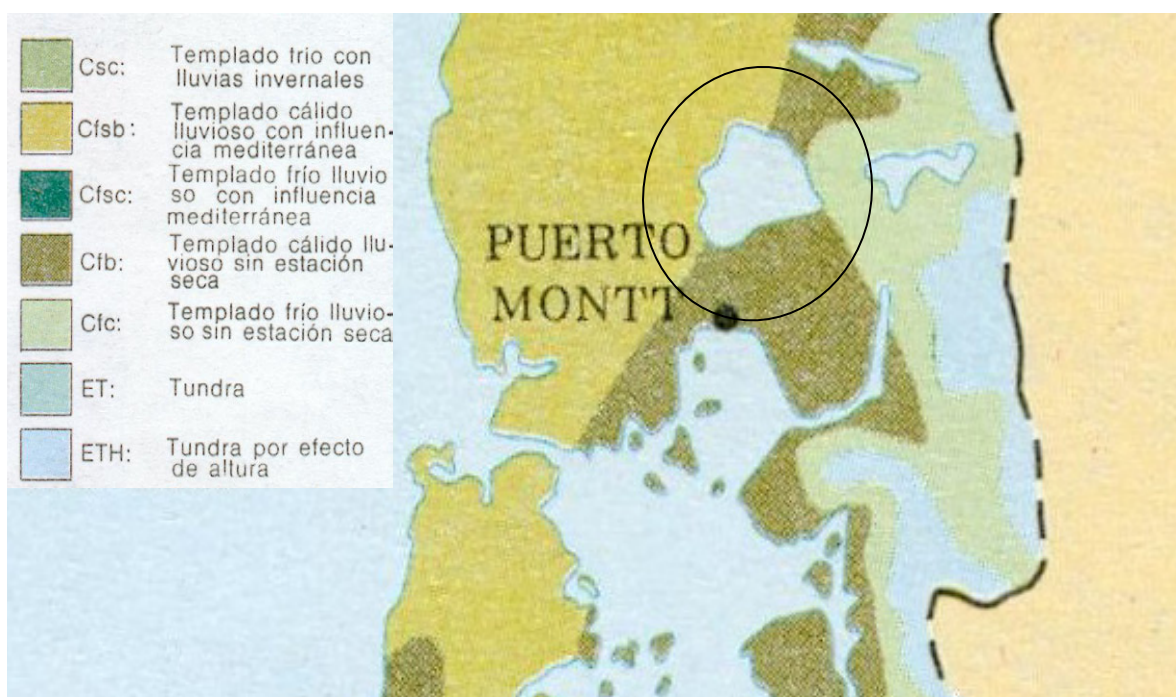 Csc: Templado frio con
lluvias invernales
Cfsb: Templado cálido
lluvioso con influen-
cia mediterránea
Cfsc: Templado frío lluvio
so con influencia
mediterránea
Cfb: Templado cálido llu-
vioso sin estación
seca
Cfc: Templado frío lluvio-
so sin estación seca
ET: Tundra
ETH: Tundra por efecto
de altura
PUERTO
MONTT